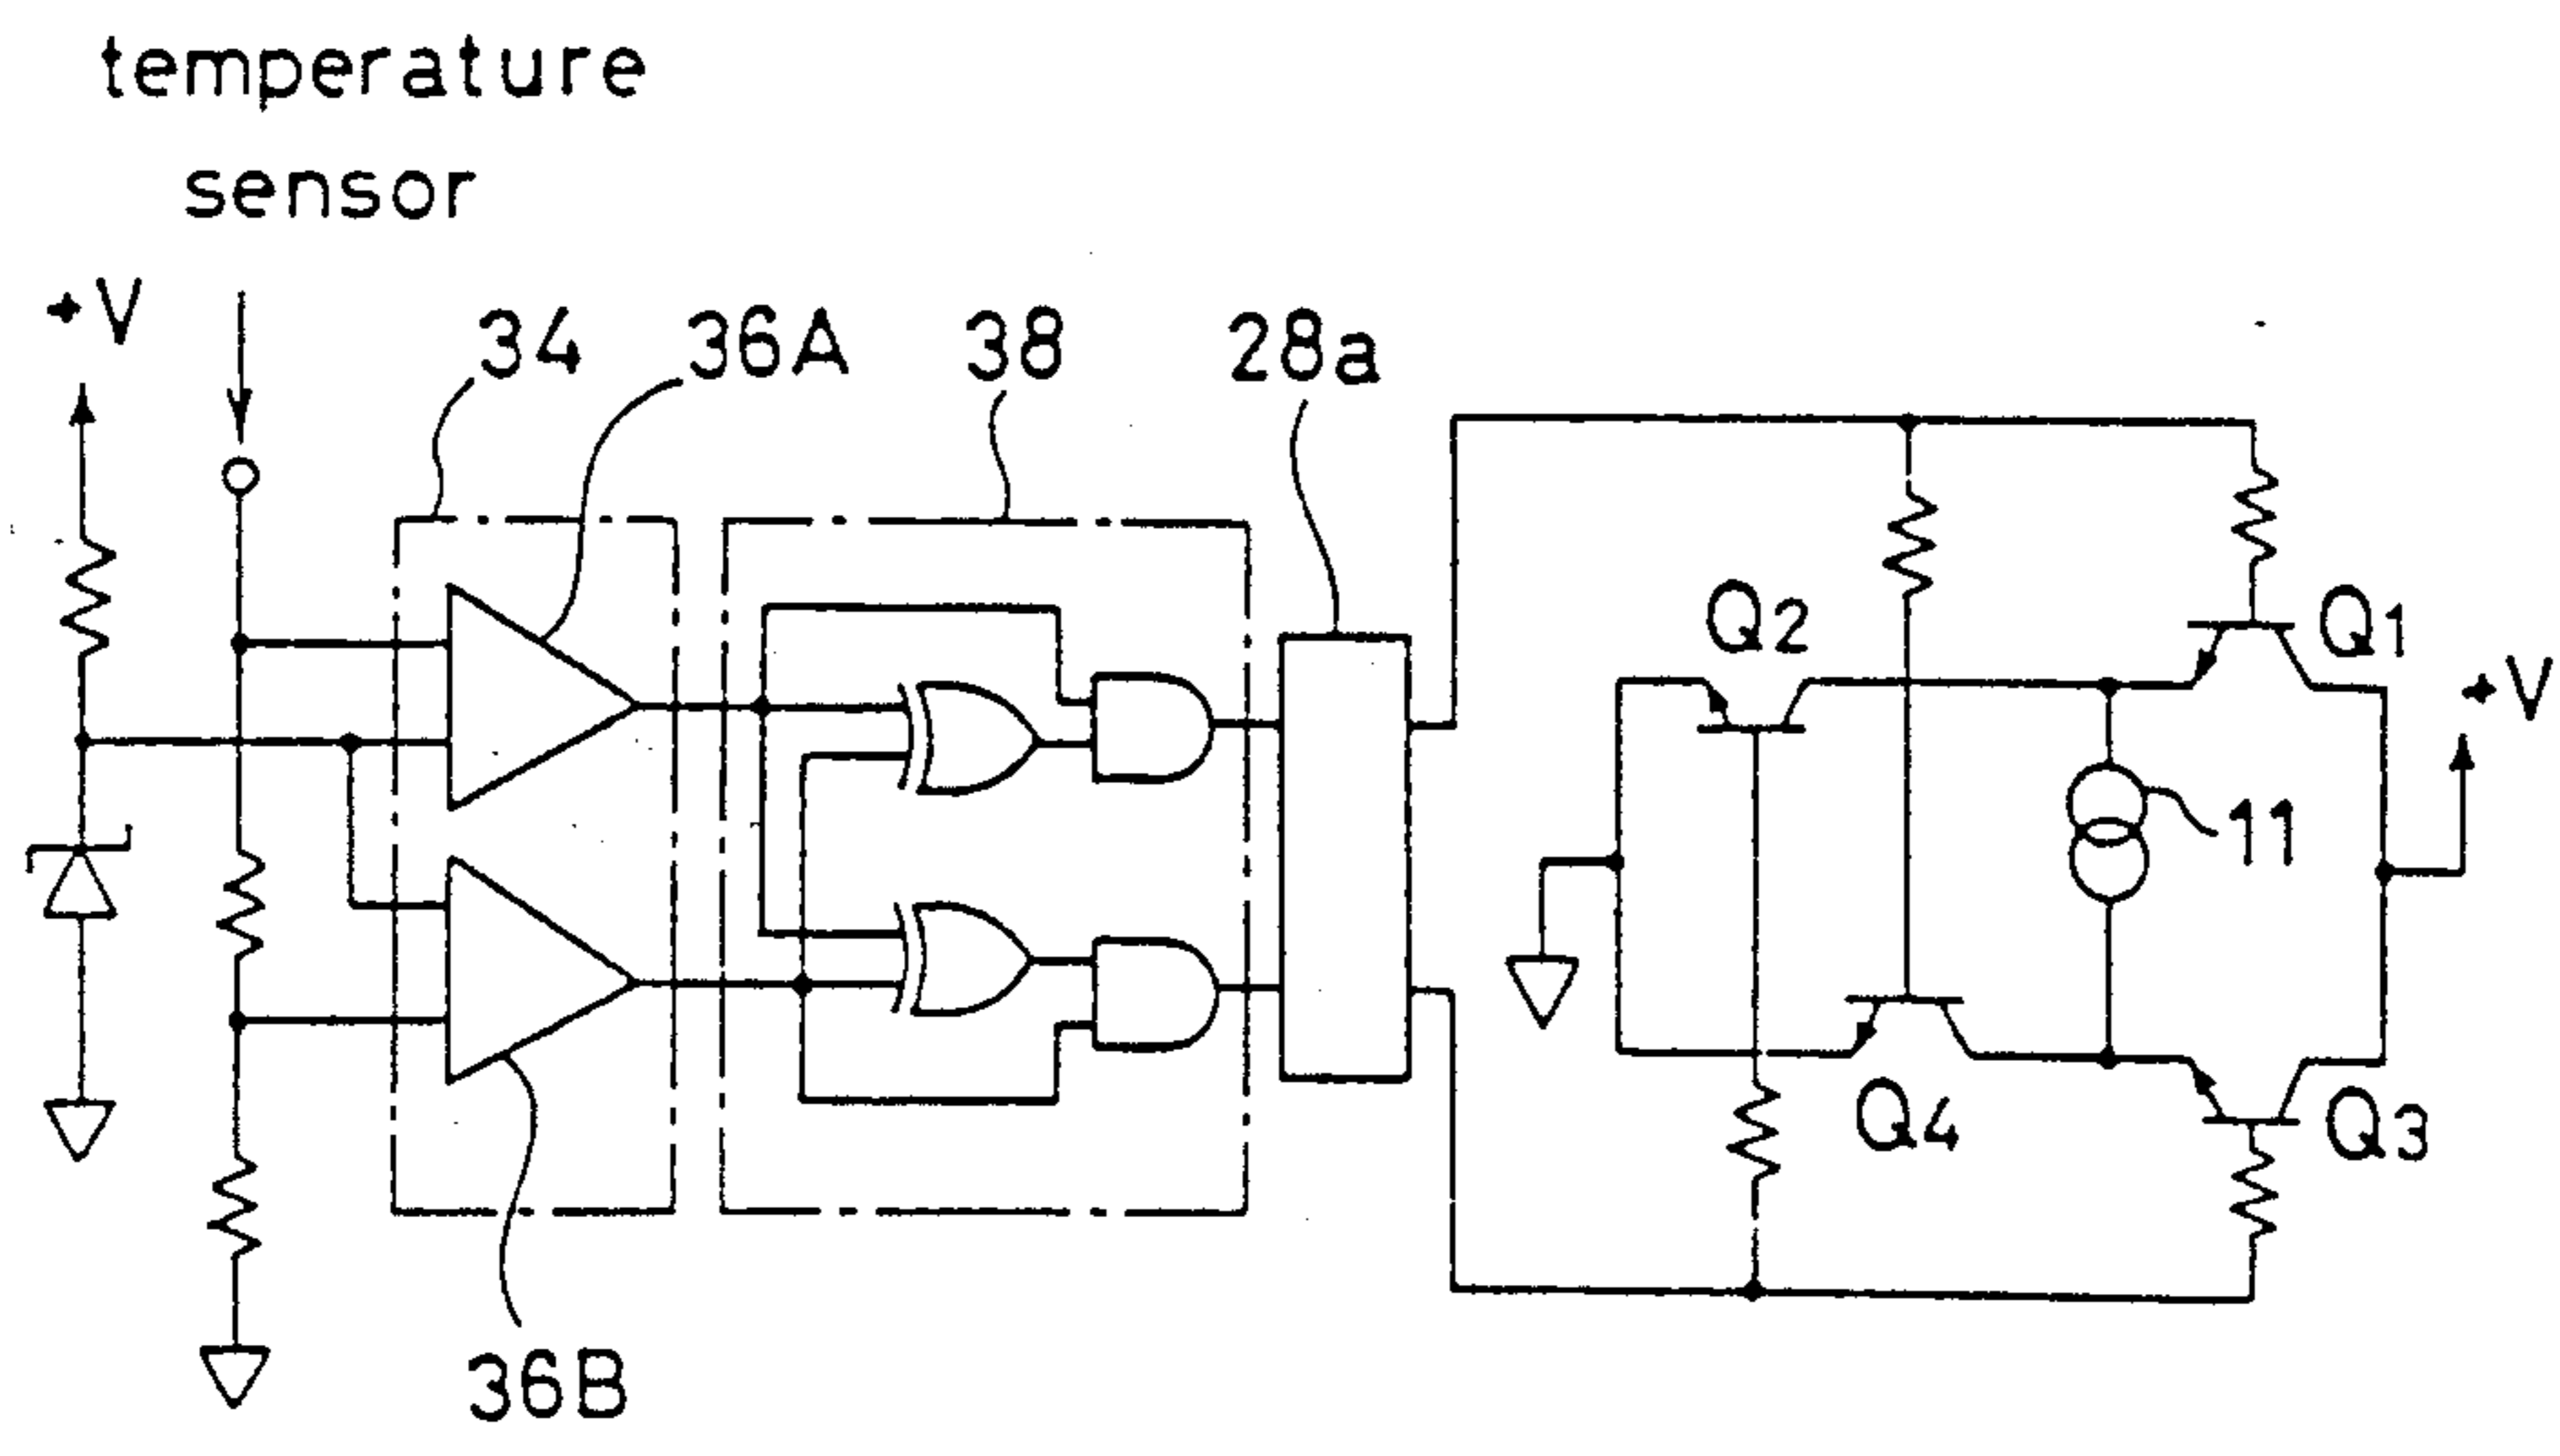 temperature
sensor
+V
34
36A
38
28a
Q2
Q1
+V
11
Q4
Q3
36B